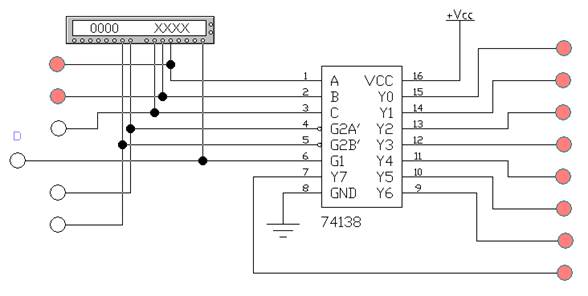 0000 XXXX
+Vcc
D
1 A VCC 16
2 B Y0 15
3 C Y1 14
4 G2A' Y2 13
5 G2B' Y3 12
6 G1 Y4 11
7 Y7 Y5 10
8 GND Y6 9
74138